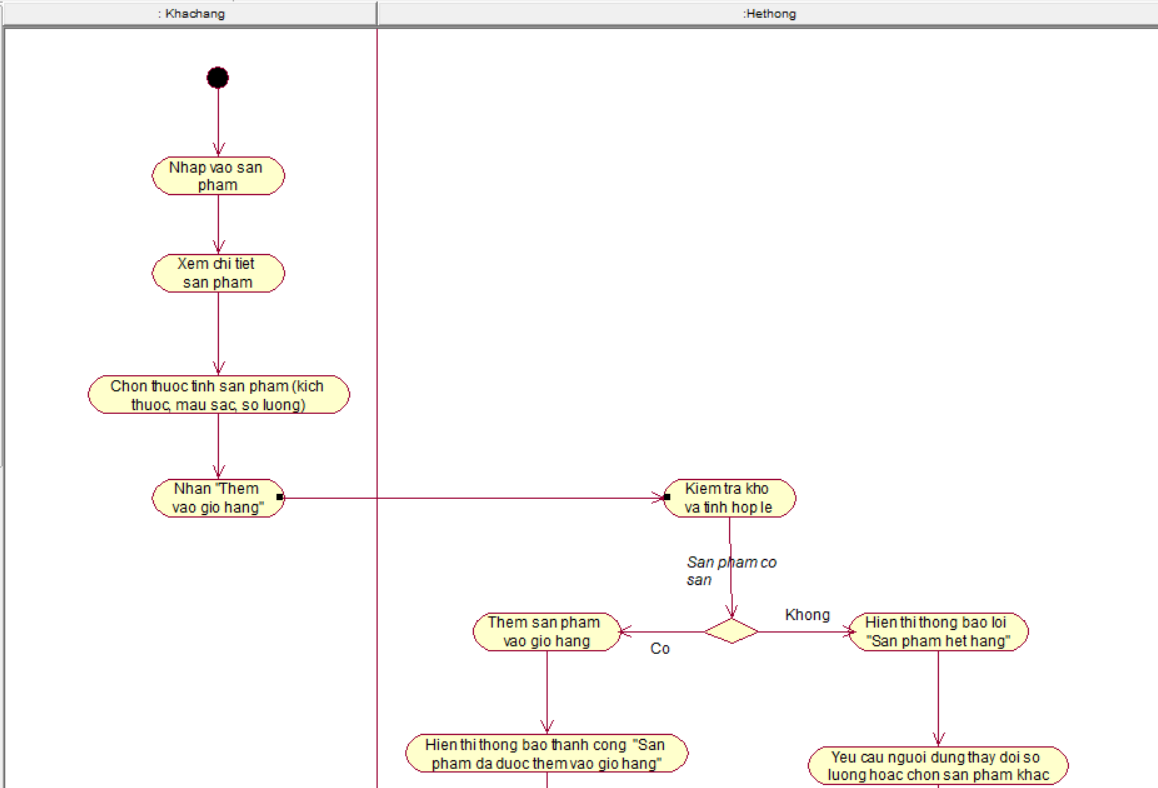 : Khachang
:Hethong
Nhap vao san
pham
Xem chi tiet
san pham
Chon thuoc tinh san pham (kich
thuoc, mau sac, so luong)
Nhan "Them
vao gio hang"
Kiem tra kho
va tinh hop le
San pham co
san
Khong
Co
Them san pham
vao gio hang
Hien thi thong bao loi
"San pham het hang"
Hien thi thong bao thanh cong "San
pham da duoc them vao gio hang"
Yeu cau nguoi dung thay doi so
luong hoac chon san pham khac